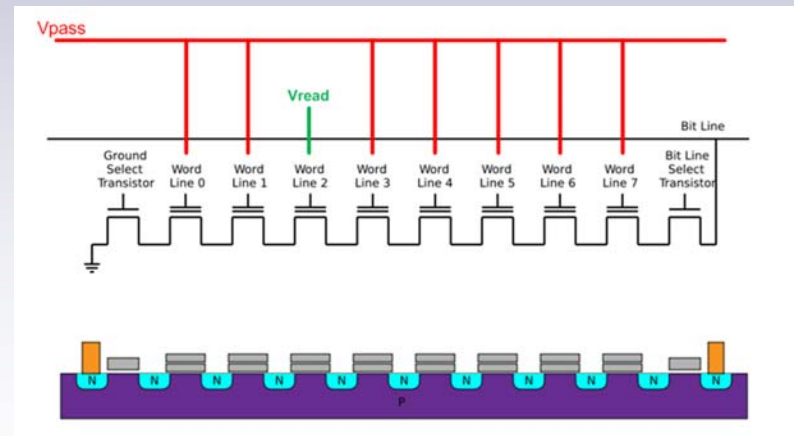 Vpass
Vread
Bit Line
Ground
Select
Transistor
Word
Line 0
Word
Line 1
Word
Line 2
Word
Line 3
Word
Line 4
Word
Line 5
Word
Line 6
Word
Line 7
Bit Line
Select
Transistor
N N N N N N N N N N N
P